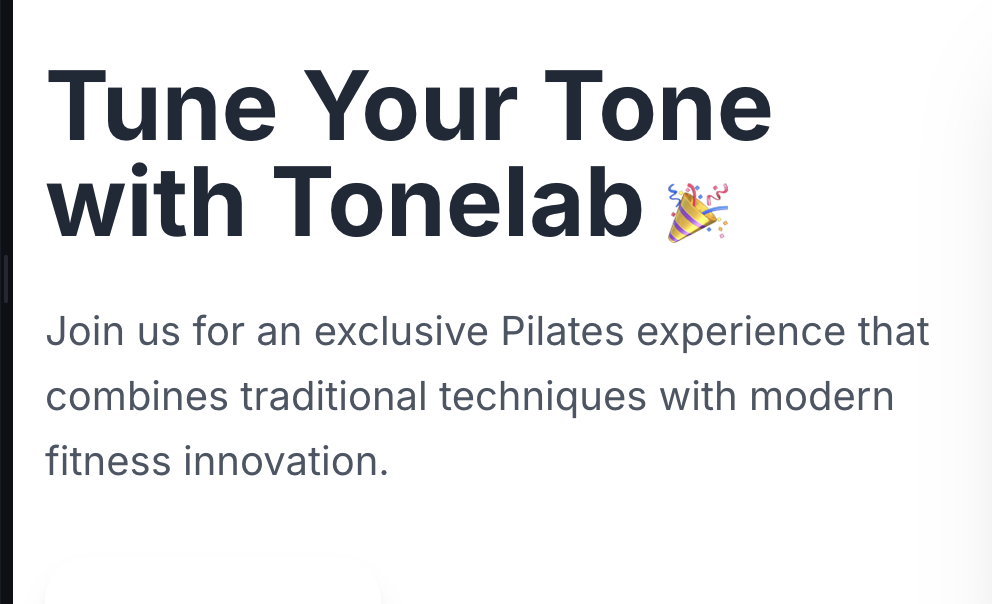 Tune Your Tone
with Tonelab 🎉
Join us for an exclusive Pilates experience that
combines traditional techniques with modern
fitness innovation.